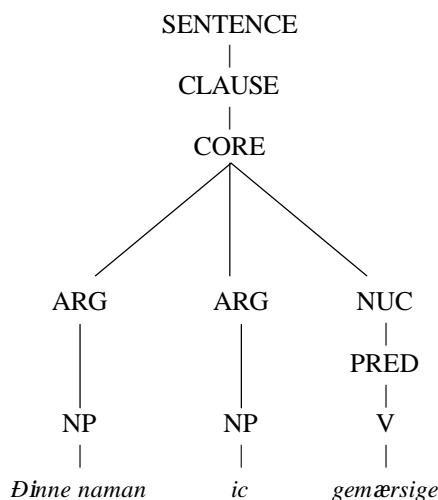 SENTENCE
CLAUSE
CORE
ARG ARG NUC
PRED
NP NP V
Ðinne naman ic gemærsige